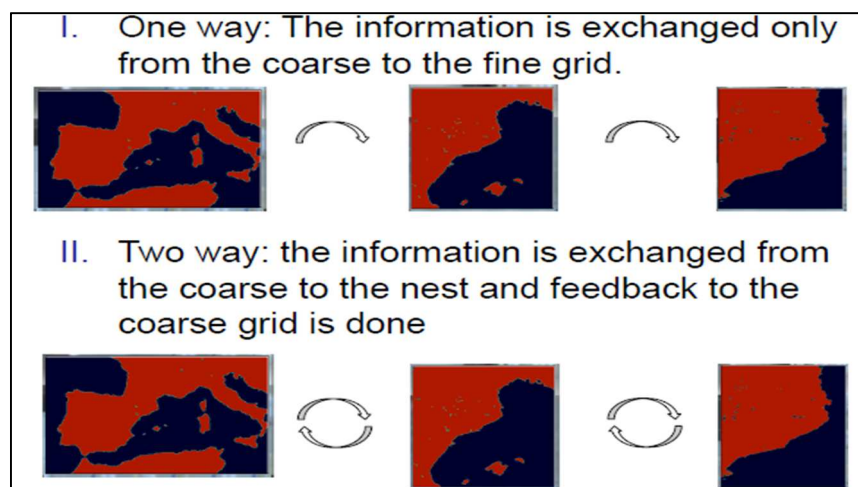 I. One way: The information is exchanged only
from the coarse to the fine grid.
II. Two way: the information is exchanged from
the coarse to the nest and feedback to the
coarse grid is done